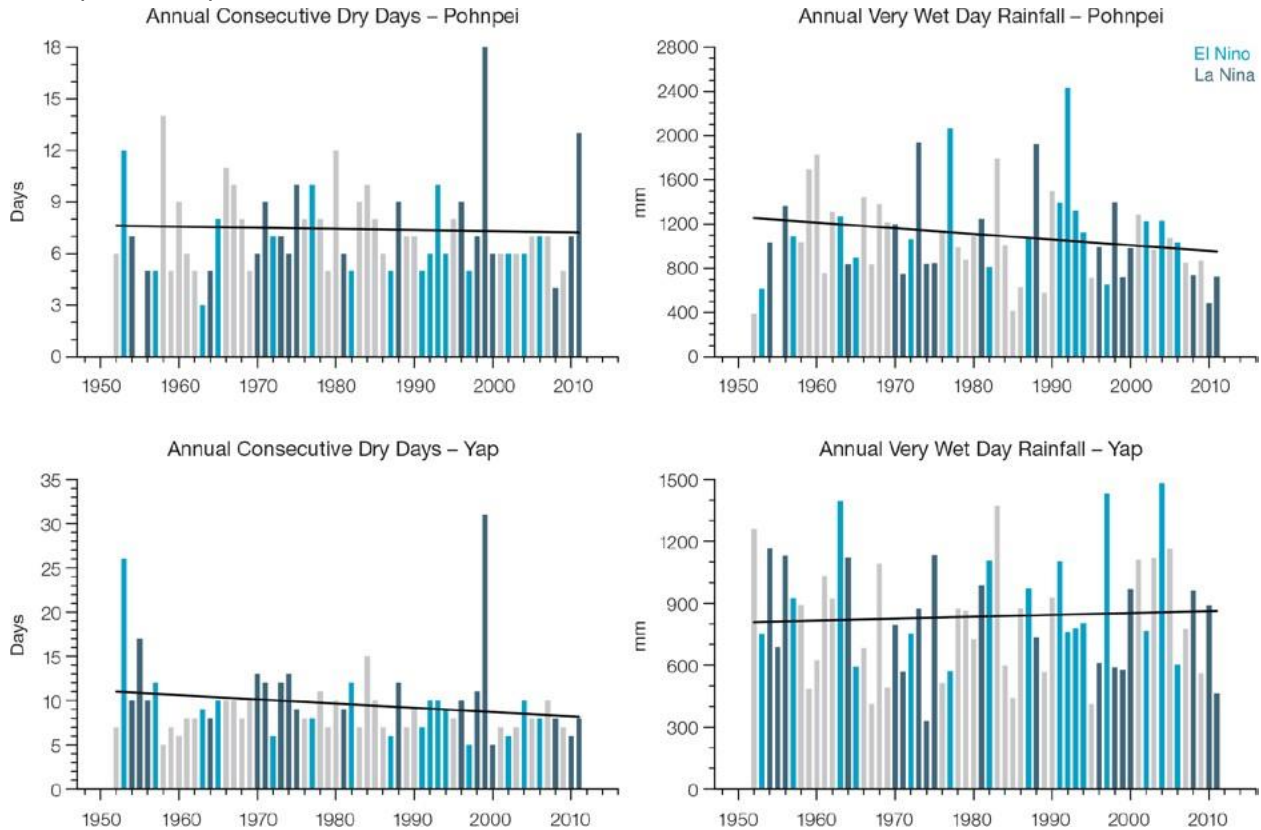 Annual Consecutive Dry Days – Pohnpei
18
15
12
9
6
3
0
Days
1950 1960 1970 1980 1990 2000 2010
Annual Very Wet Day Rainfall – Pohnpei
2800
2400
2000
1600
1200
800
400
0
mm
El Nino
La Nina
1950 1960 1970 1980 1990 2000 2010
Annual Consecutive Dry Days – Yap
35
30
25
20
15
10
5
0
Days
1950 1960 1970 1980 1990 2000 2010
Annual Very Wet Day Rainfall – Yap
1500
1200
900
600
300
0
mm
1950 1960 1970 1980 1990 2000 2010